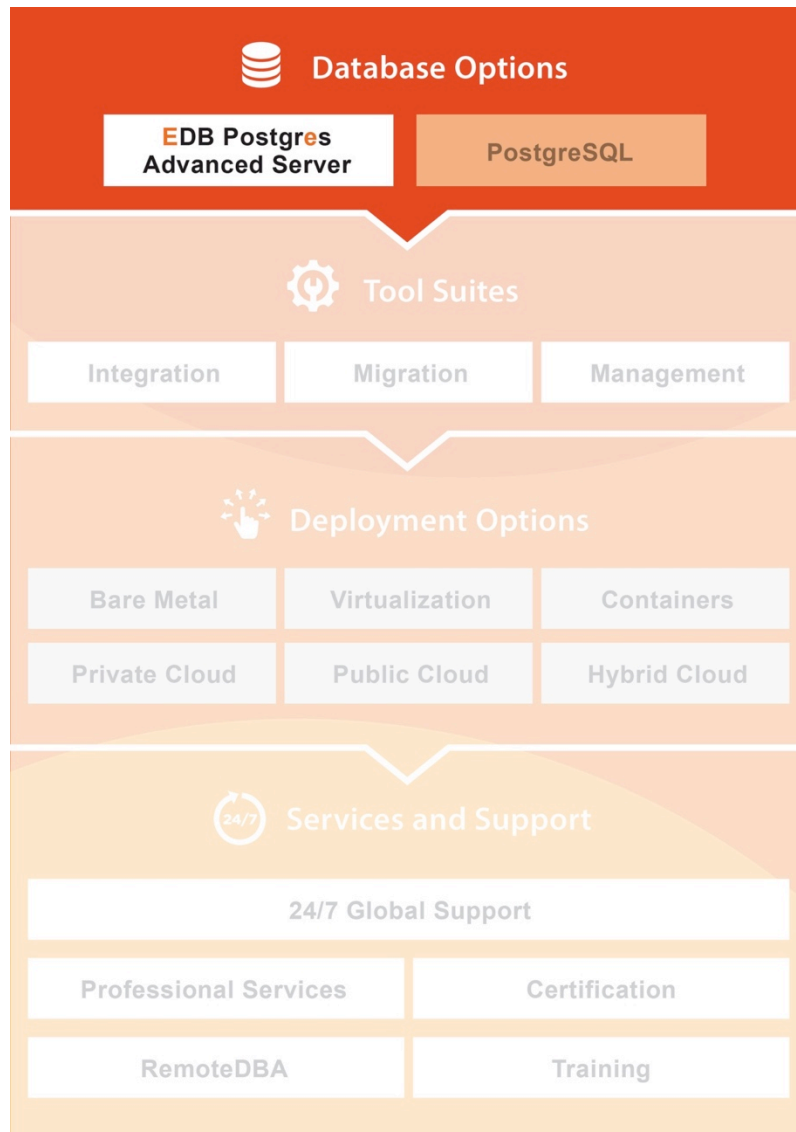 Database Options
EDB Postgres
Advanced Server
PostgreSQL
Tool Suites
Integration
Migration
Management
Deployment Options
Bare Metal
Virtualization
Containers
Private Cloud
Public Cloud
Hybrid Cloud
24/7
Services and Support
24/7 Global Support
Professional Services
Certification
RemoteDBA
Training